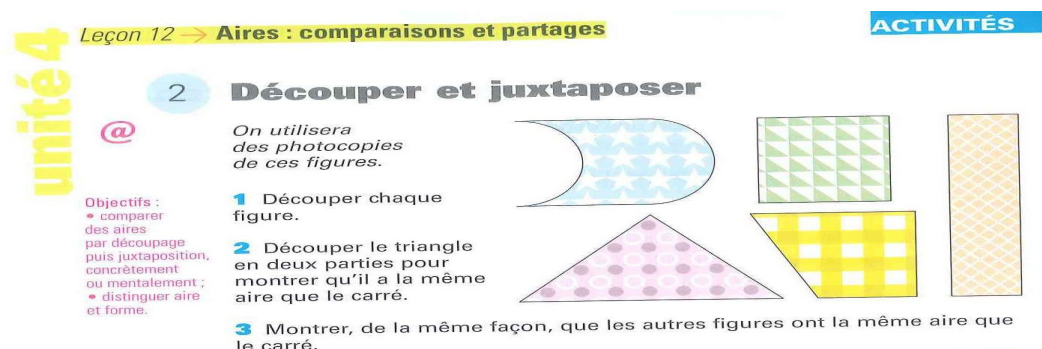 unité 4
Leçon 12 → Aires : comparaisons et partages
ACTIVITÉS
2 Découper et juxtaposer
@
On utilisera
des photocopies
de ces figures.
Objectifs :
• comparer
des aires
par découpage
puis juxtaposition,
concrètement
ou mentalement ;
• distinguer aire
et forme.
1 Découper chaque
figure.
2 Découper le triangle
en deux parties pour
montrer qu'il a la même
aire que le carré.
3 Montrer, de la même façon, que les autres figures ont la même aire que
le carré.